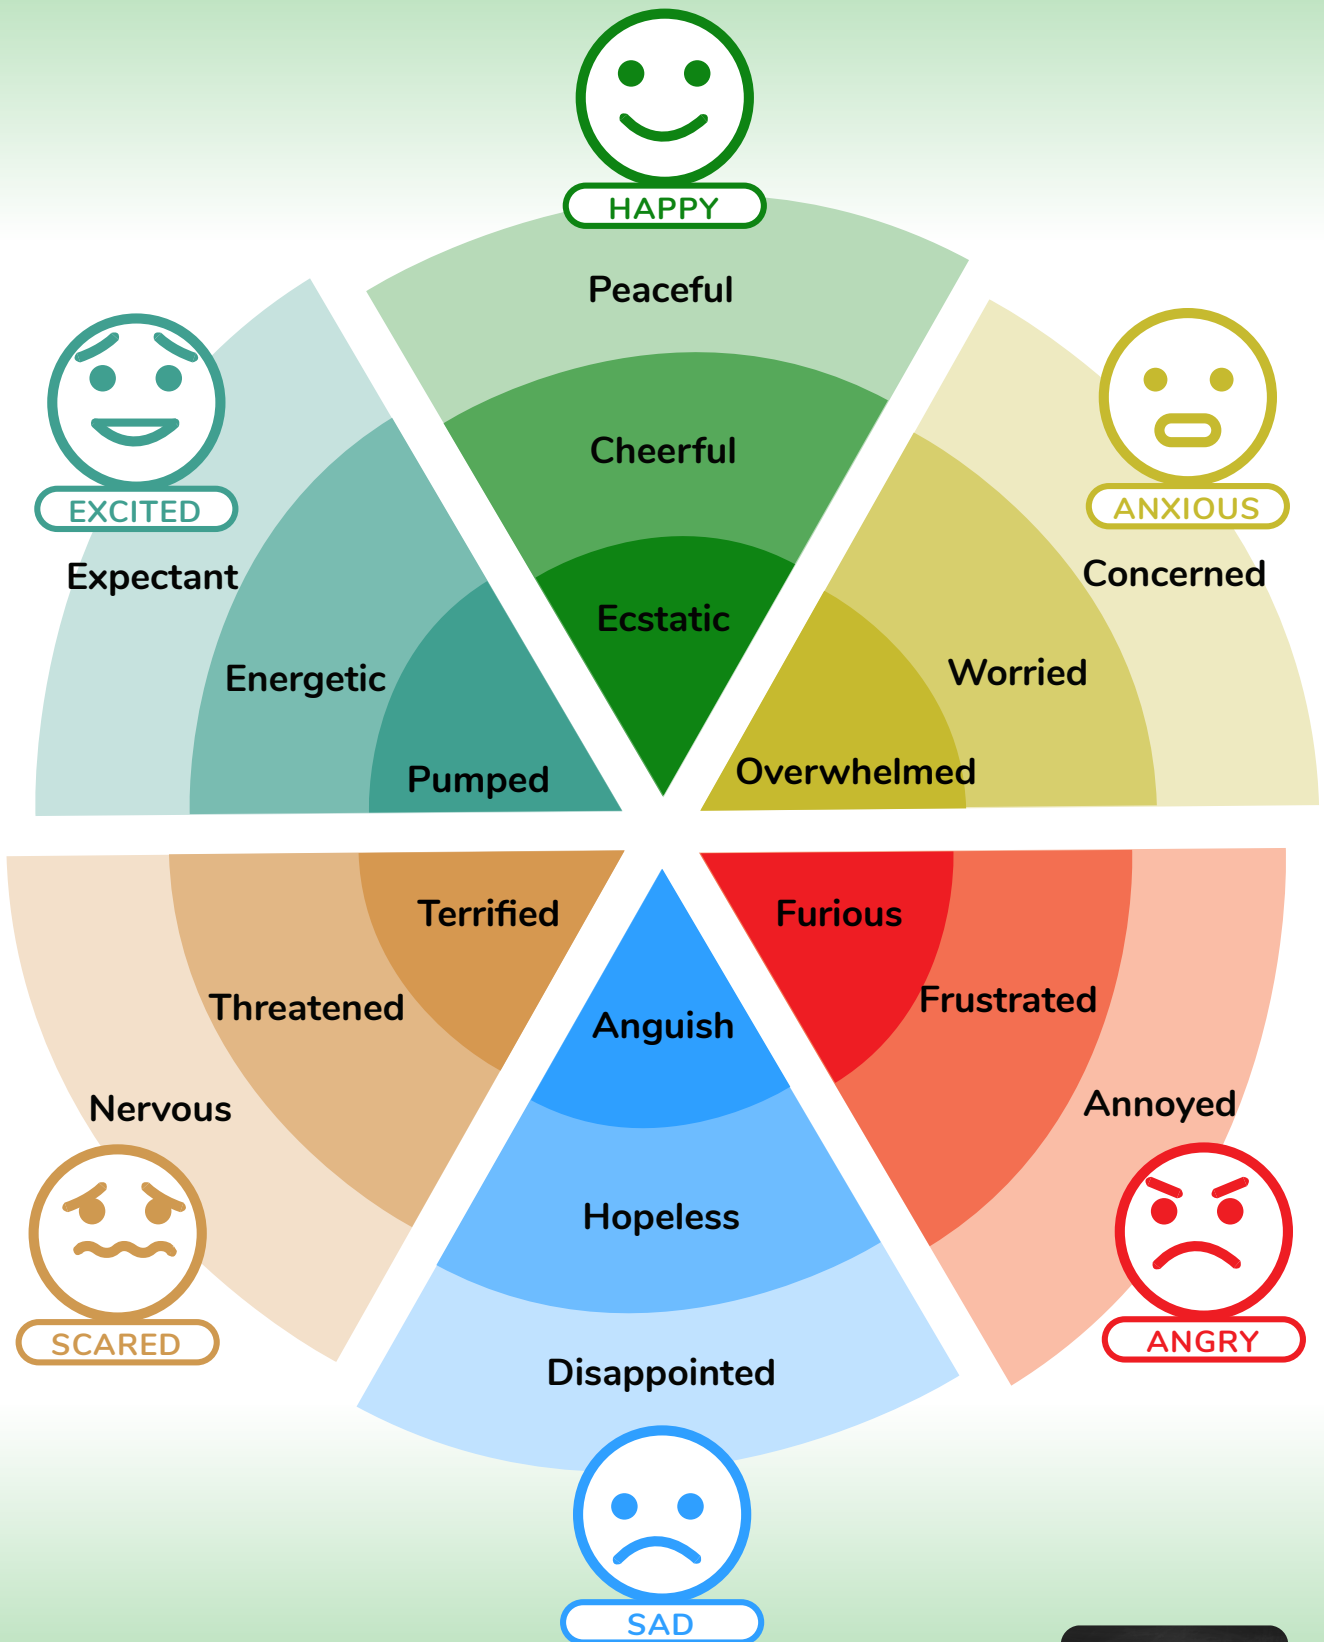 HAPPY
Peaceful
Cheerful
Ecstatic
EXCITED
Expectant
Energetic
Pumped
ANXIOUS
Concerned
Worried
Overwhelmed
Terrified
Threatened
Nervous
SCARED
Anguish
Hopeless
Disappointed
SAD
Furious
Frustrated
Annoyed
ANGRY